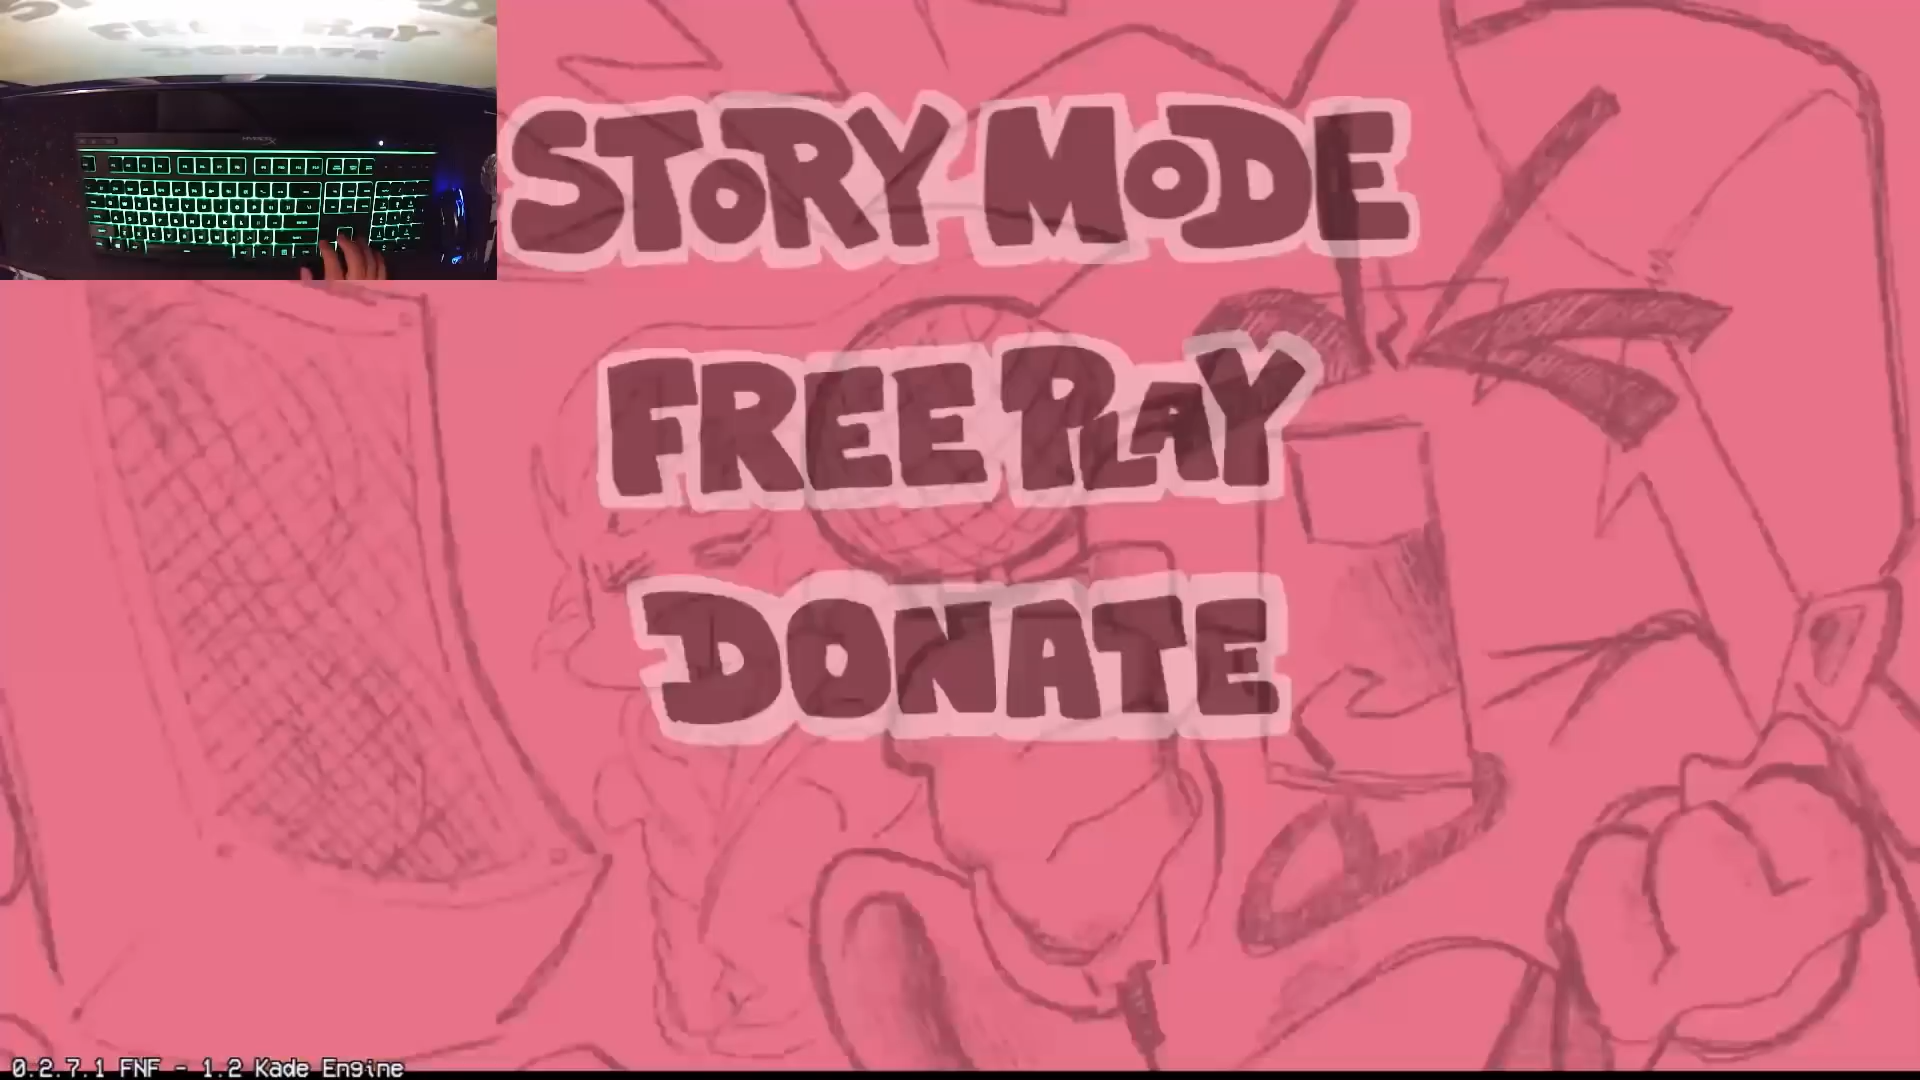 STORY MODE
FREE PLAY
DONATE
0.2.7.1 FNF - 1.2 Kade Engine